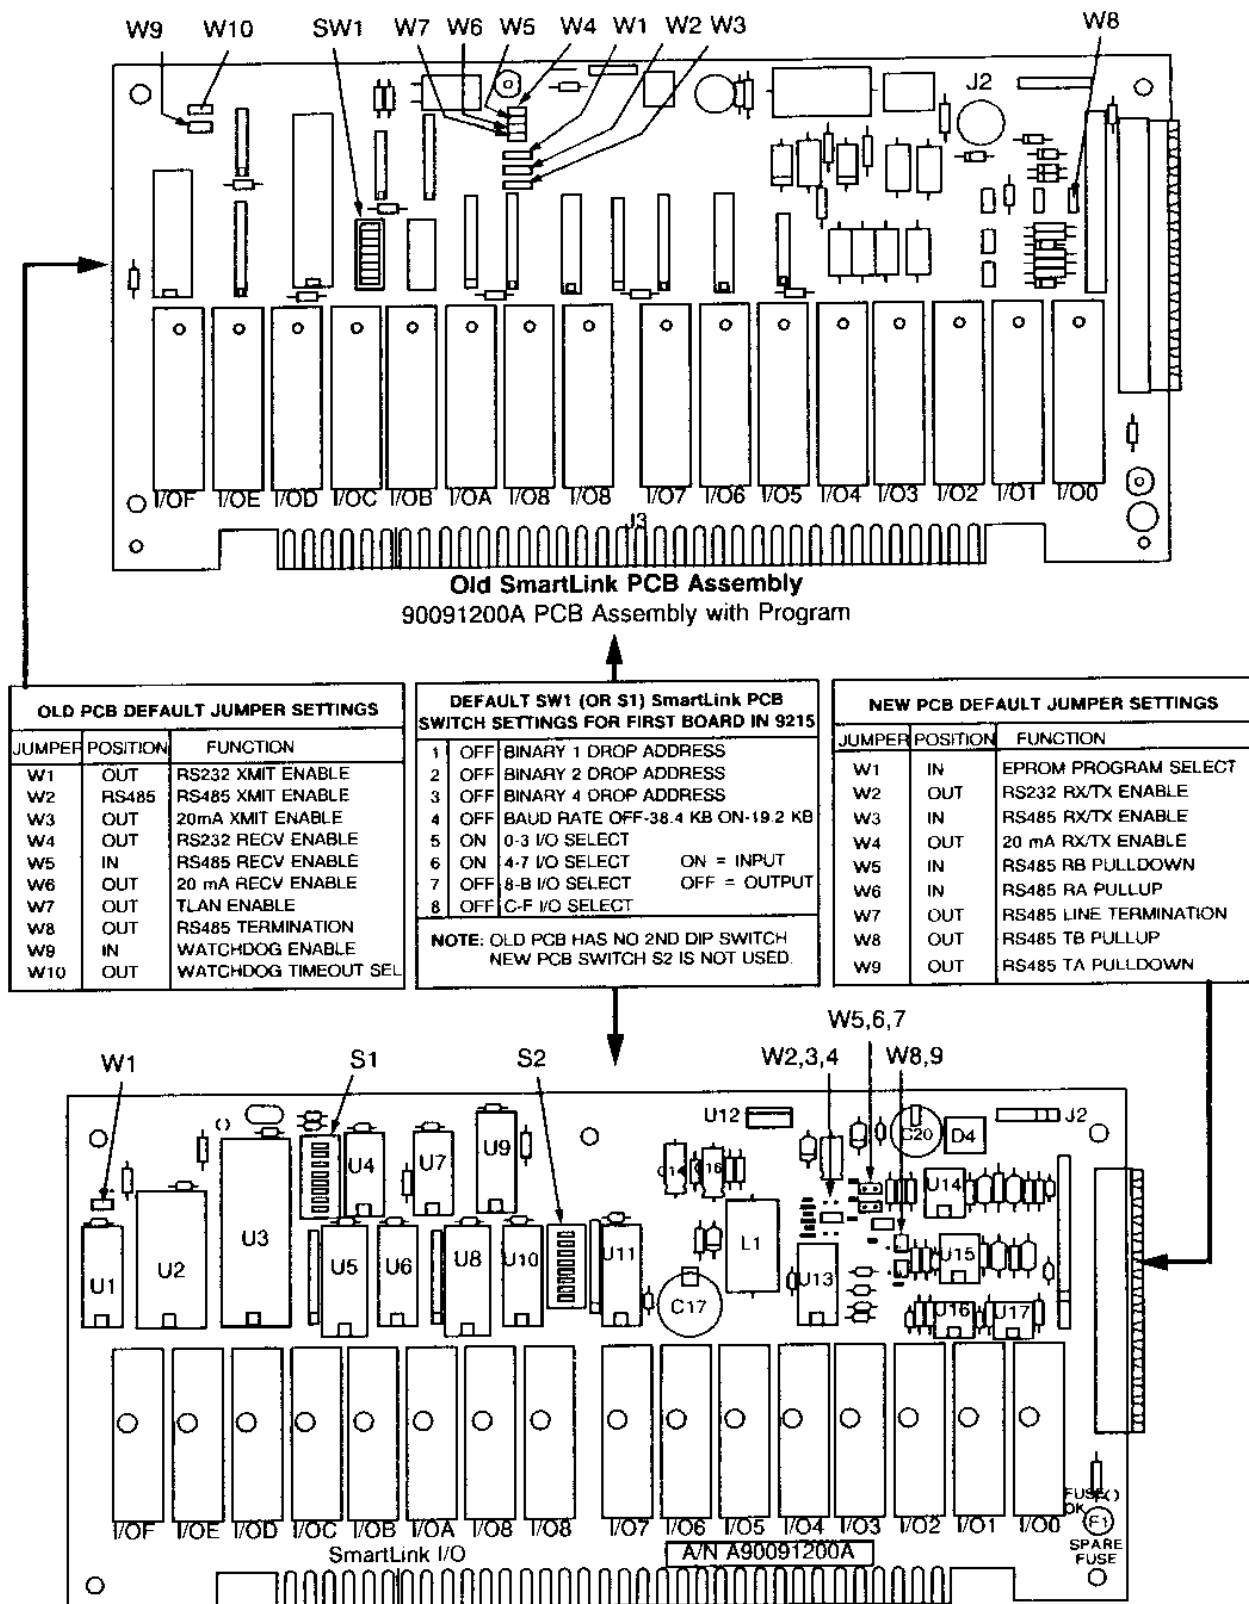 W9 W10 SW1 W7 W6 W5 W4 W1 W2 W3 W8
J2
I/OF I/OE I/OD I/OC I/OB I/OA I/O8 I/O8 I/O7 I/O6 I/O5 I/O4 I/O3 I/O2 I/O1 I/O0
J3
Old SmartLink PCB Assembly
90091200A PCB Assembly with Program
OLD PCB DEFAULT JUMPER SETTINGS
JUMPER POSITION FUNCTION
W1 OUT RS232 XMIT ENABLE
W2 RS485 RS485 XMIT ENABLE
W3 OUT 20mA XMIT ENABLE
W4 OUT RS232 RECV ENABLE
W5 IN RS485 RECV ENABLE
W6 OUT 20 mA RECV ENABLE
W7 OUT TLAN ENABLE
W8 OUT RS485 TERMINATION
W9 IN WATCHDOG ENABLE
W10 OUT WATCHDOG TIMEOUT SEL
DEFAULT SW1 (OR S1) SmartLink PCB
SWITCH SETTINGS FOR FIRST BOARD IN 9215
1 OFF BINARY 1 DROP ADDRESS
2 OFF BINARY 2 DROP ADDRESS
3 OFF BINARY 4 DROP ADDRESS
4 OFF BAUD RATE OFF-38.4 KB ON-19.2 KB
5 ON 0-3 I/O SELECT
6 ON 4-7 I/O SELECT ON = INPUT
7 OFF 8-B I/O SELECT OFF = OUTPUT
8 OFF C-F I/O SELECT
NOTE: OLD PCB HAS NO 2ND DIP SWITCH
NEW PCB SWITCH S2 IS NOT USED.
NEW PCB DEFAULT JUMPER SETTINGS
JUMPER POSITION FUNCTION
W1 IN EPROM PROGRAM SELECT
W2 OUT RS232 RX/TX ENABLE
W3 IN RS485 RX/TX ENABLE
W4 OUT 20 mA RX/TX ENABLE
W5 IN RS485 RB PULLDOWN
W6 IN RS485 RA PULLUP
W7 OUT RS485 LINE TERMINATION
W8 OUT RS485 TB PULLUP
W9 OUT RS485 TA PULLDOWN
W5,6,7
W1 S1 S2 W2,3,4 W8,9
U12 C20 D4 J2
U4 U7 U9 C14 C16 U14
U1 U2 U3 U5 U6 U8 U10 U11 L1 U13 U15
C17 U16 U17
I/OF I/OE I/OD I/OC I/OB I/OA I/O8 I/O8 I/O7 I/O6 I/O5 I/O4 I/O3 I/O2 I/O1 I/O0
FUSE
OK
F1
SPARE
FUSE
SmartLink I/O
A/N A90091200A